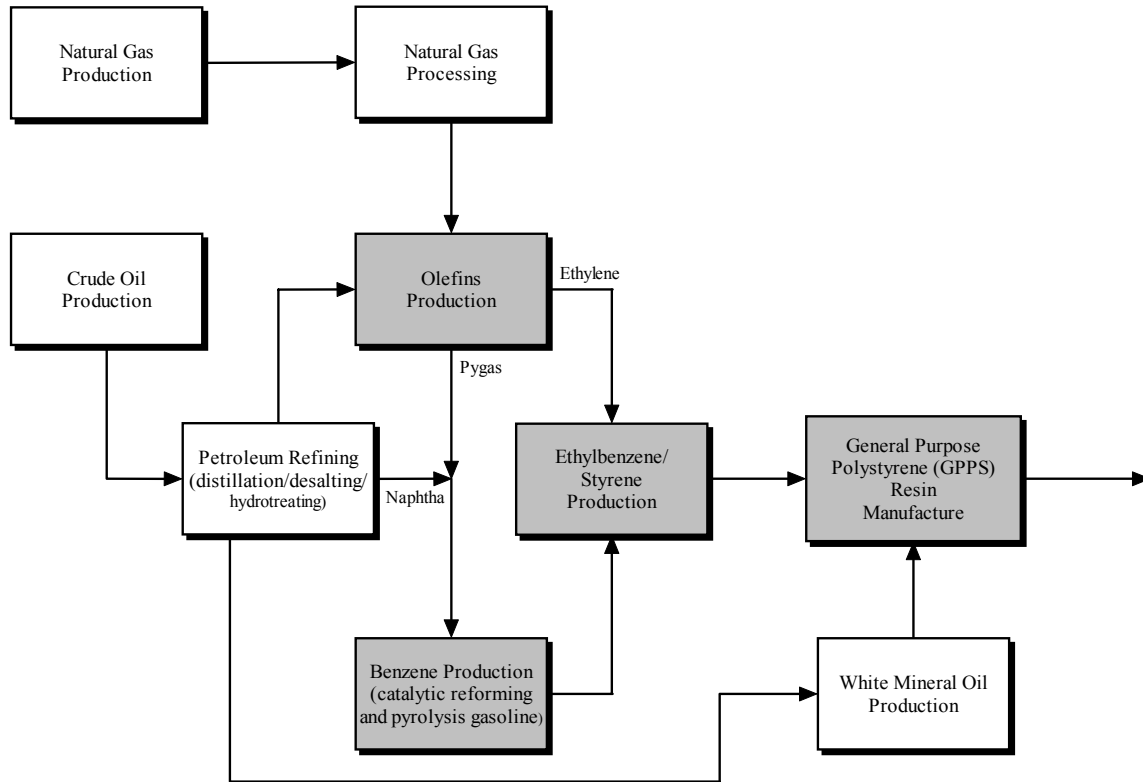 Natural Gas
Production
Natural Gas
Processing
Crude Oil
Production
Olefins
Production
Ethylene
Pygas
Petroleum Refining
(distillation/desalting/
hydrotreating)
Naphtha
Ethylbenzene/
Styrene
Production
General Purpose
Polystyrene (GPPS)
Resin
Manufacture
Benzene Production
(catalytic reforming
and pyrolysis gasoline)
White Mineral Oil
Production